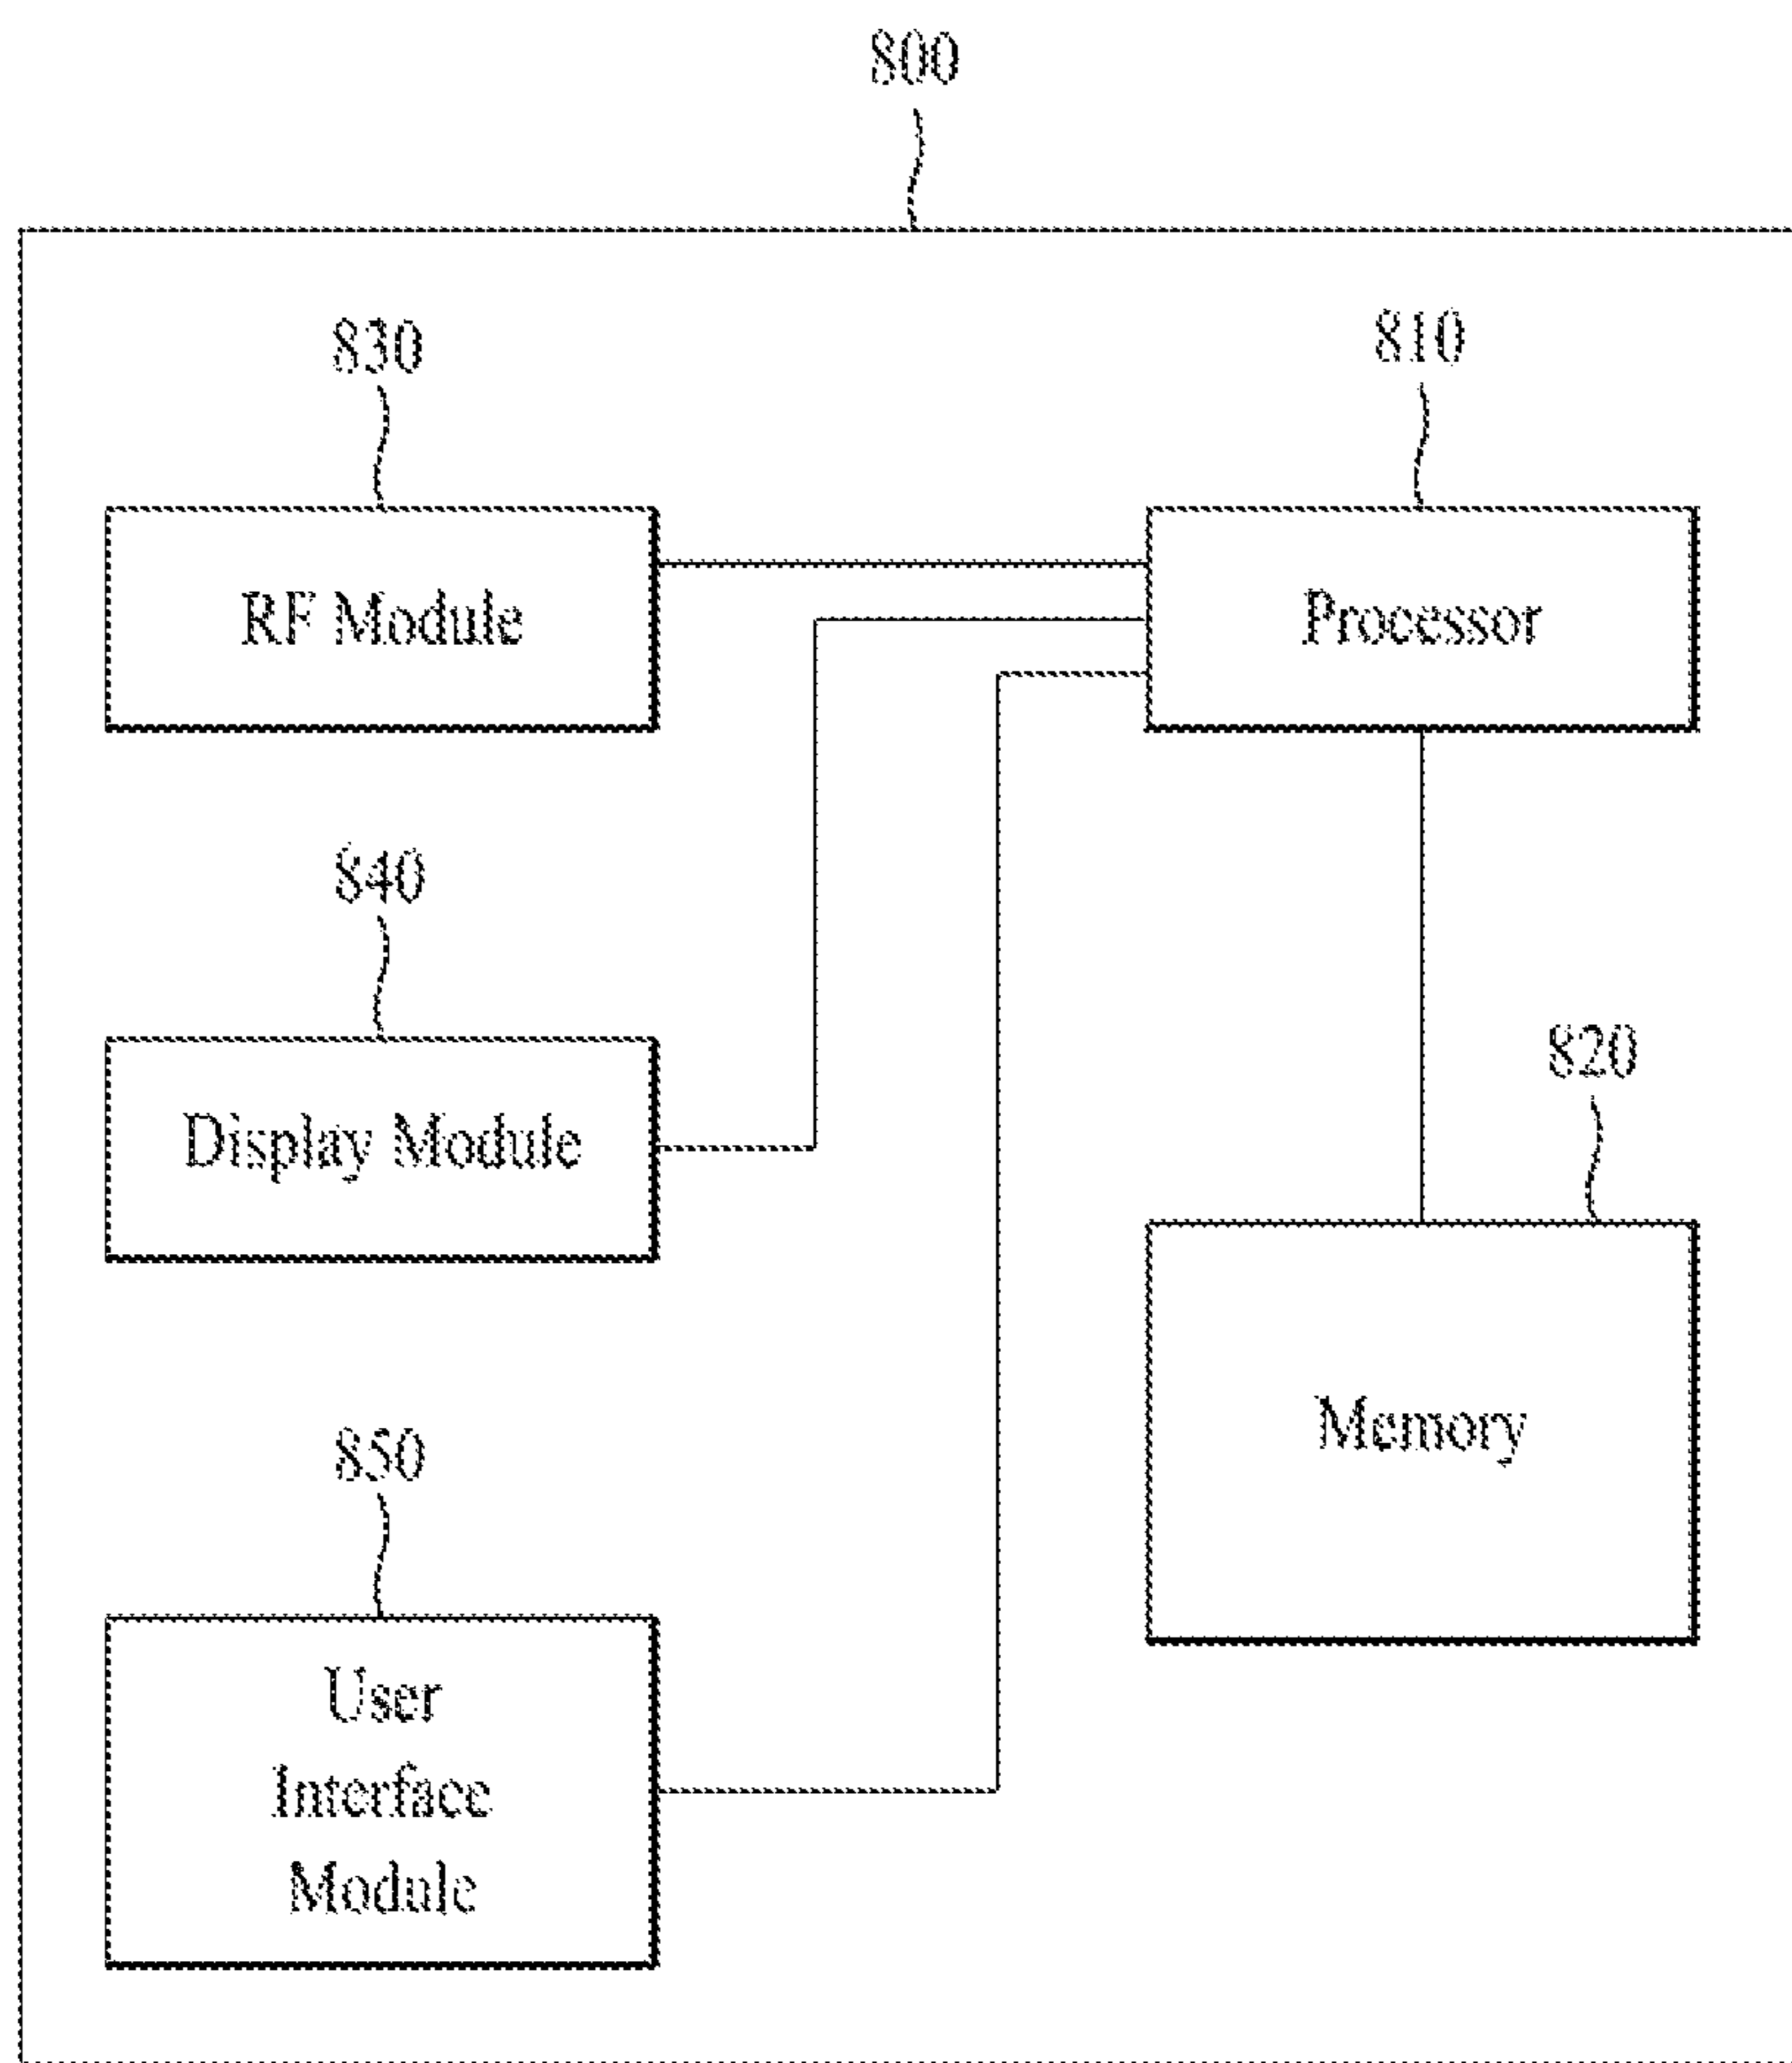 800
830
810
RF Module
Processor
840
820
Display Module
Memory
850
User
Interface
Module